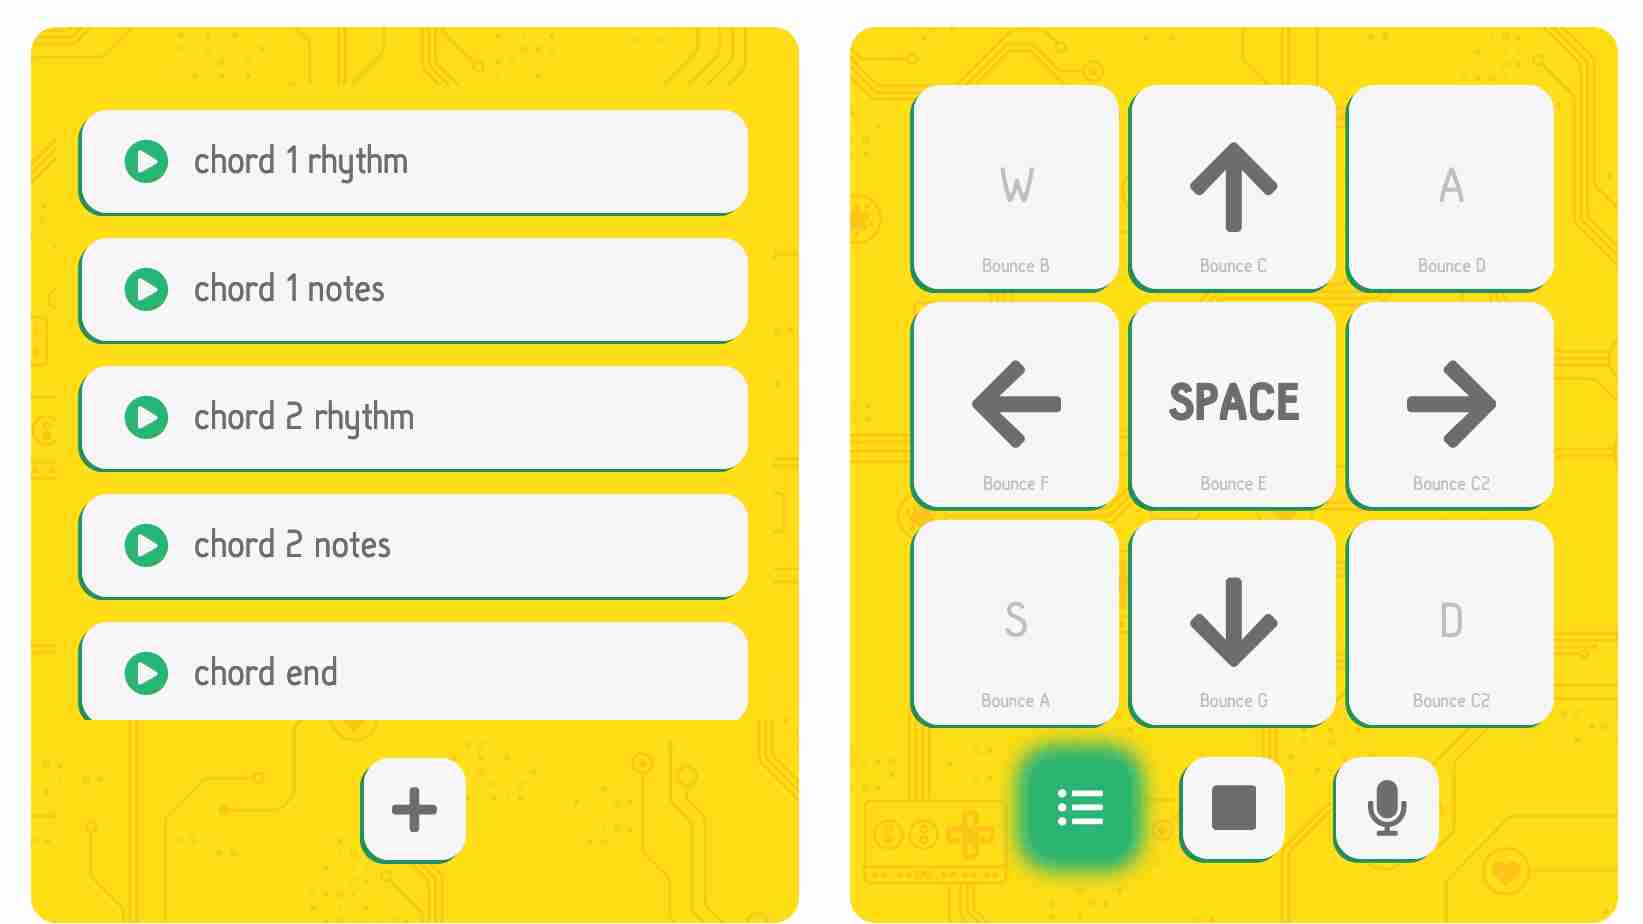 chord 1 rhythm
chord 1 notes
chord 2 rhythm
chord 2 notes
chord end
W
A
Bounce B
Bounce C
Bounce D
SPACE
Bounce F
Bounce E
Bounce C2
S
D
Bounce A
Bounce G
Bounce C2